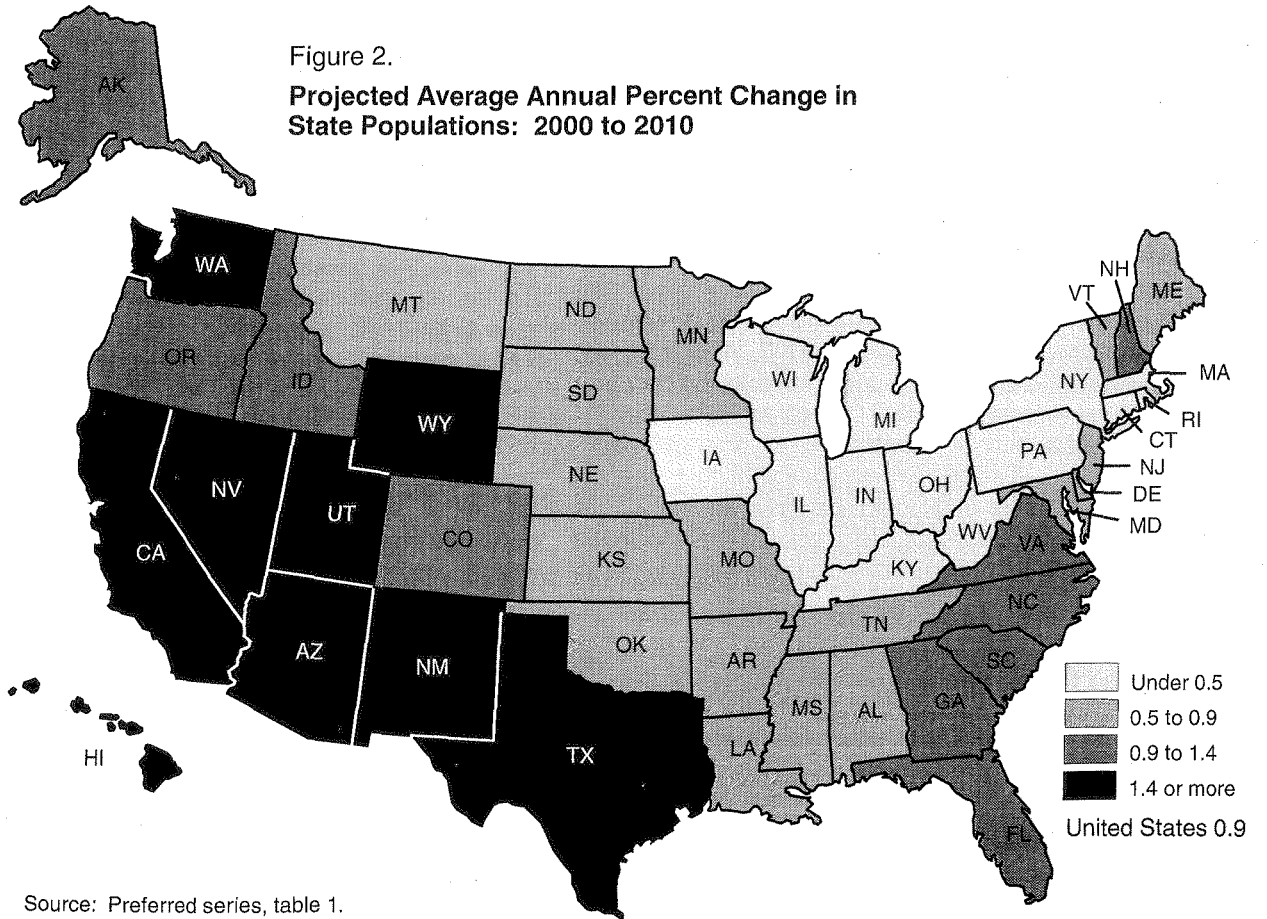 Figure 2.
Projected Average Annual Percent Change in
State Populations: 2000 to 2010
AK
WA
MT
ND
MN
VT
NH
ME
OR
ID
SD
WI
MI
NY
MA
RI
CT
WY
NE
IA
PA
NJ
DE
MD
NV
UT
CO
KS
MO
IL
IN
OH
WV
VA
CA
KY
NC
AZ
NM
OK
AR
TN
SC
MS
AL
GA
HI
TX
LA
FL
Under 0.5
0.5 to 0.9
0.9 to 1.4
1.4 or more
United States 0.9
Source: Preferred series, table 1.